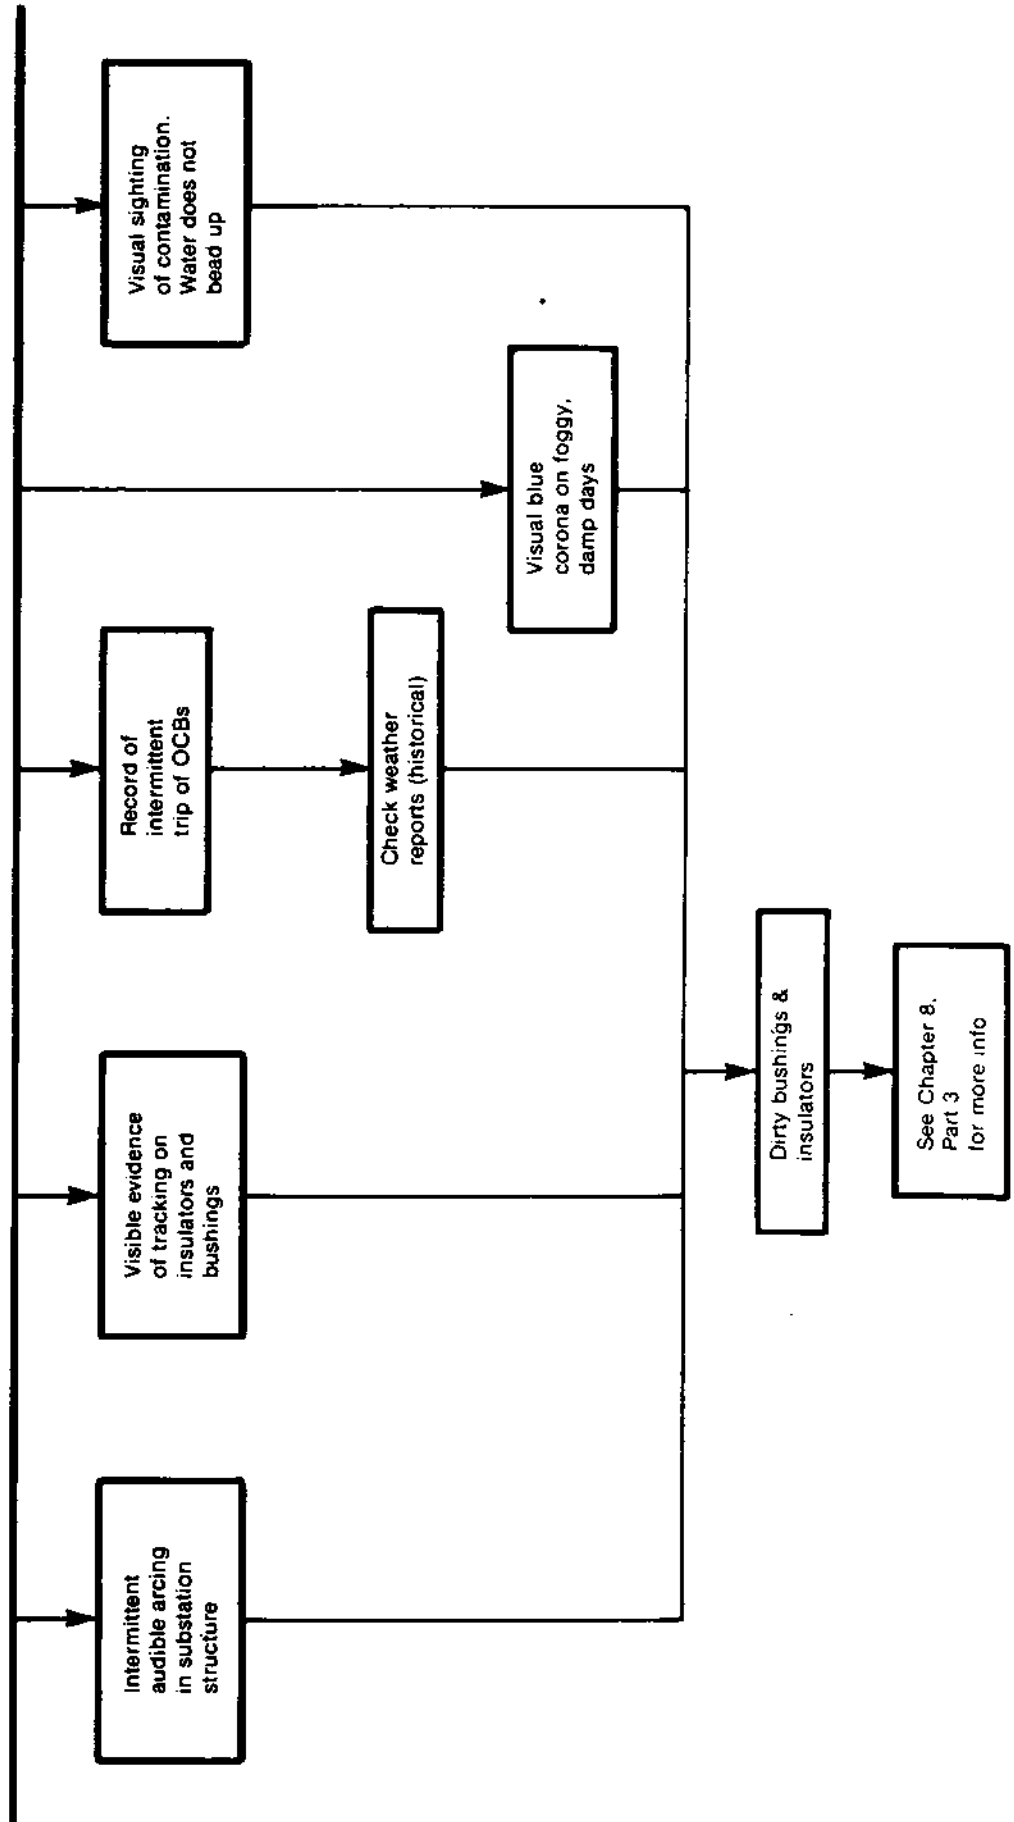 Intermittent
audible arcing
in substation
structure
Visible evidence
of tracking on
insulators and
bushings
Record of
intermittent
trip of OCBs
Check weather
reports (historical)
Visual blue
corona on foggy,
damp days
Visual sighting
of contamination.
Water does not
bead up
Dirty bushings &
insulators
See Chapter 8,
Part 3
for more info